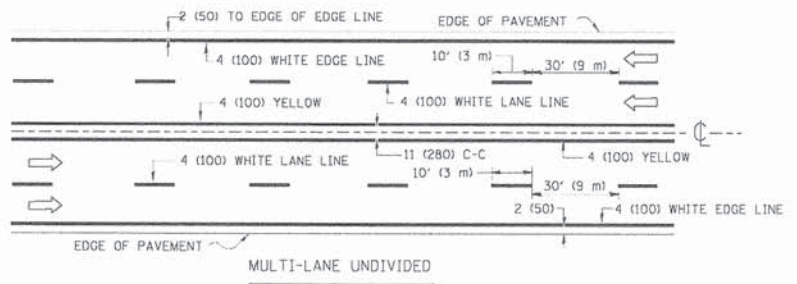 2 (50) TO EDGE OF EDGE LINE
EDGE OF PAVEMENT
4 (100) WHITE EDGE LINE
10' (3 m)
30' (9 m)
4 (100) YELLOW
4 (100) WHITE LANE LINE
℄
4 (100) WHITE LANE LINE
11 (280) C-C
4 (100) YELLOW
10' (3 m)
30' (9 m)
2 (50)
4 (100) WHITE EDGE LINE
EDGE OF PAVEMENT
MULTI-LANE UNDIVIDED